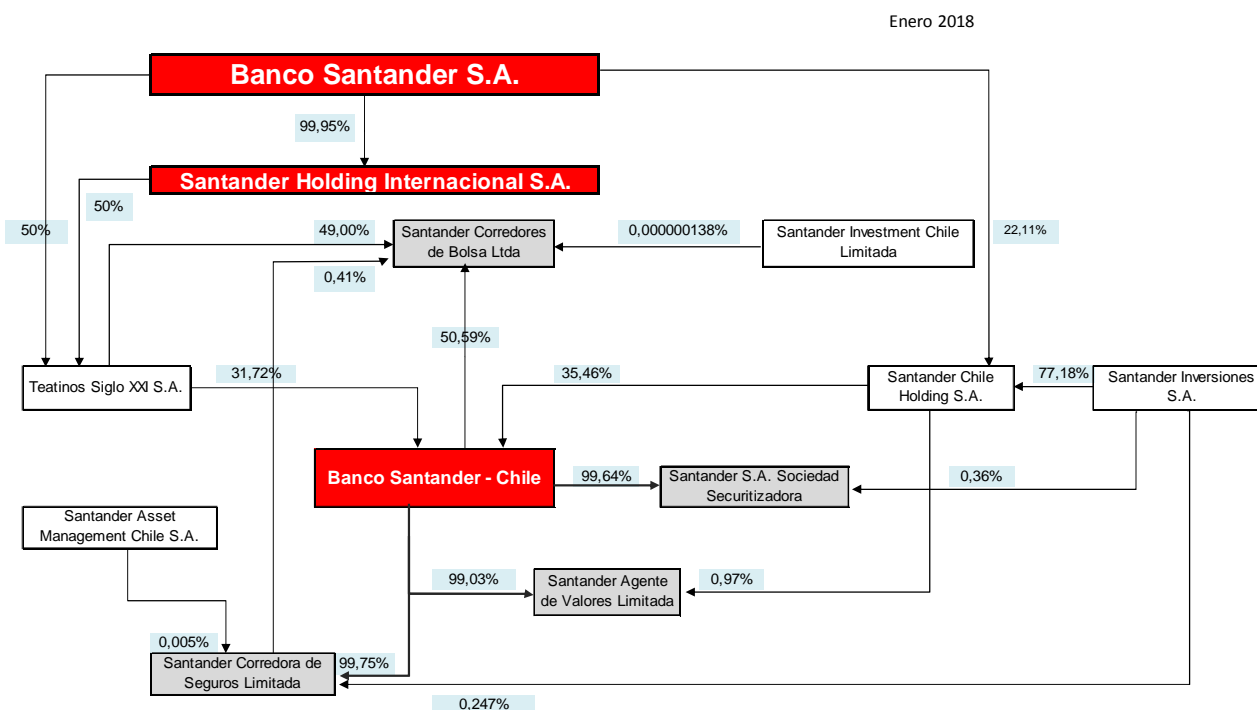 Enero 2018
Banco Santander S.A.
99,95%
Santander Holding Internacional S.A.
50%
50%
49,00%
Santander Corredores
de Bolsa Ltda
0,000000138%
Santander Investment Chile
Limitada
22,11%
0,41%
50,59%
Teatinos Siglo XXI S.A.
31,72%
35,46%
Santander Chile
Holding S.A.
77,18%
Santander Inversiones
S.A.
Banco Santander - Chile
99,64%
Santander S.A. Sociedad
Securitizadora
0,36%
Santander Asset
Management Chile S.A.
99,03%
Santander Agente
de Valores Limitada
0,97%
0,005%
Santander Corredora de
Seguros Limitada
99,75%
0,247%